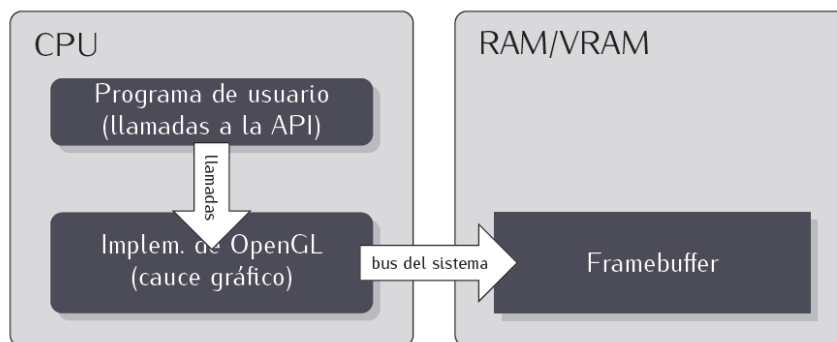 CPU
Programa de usuario
(llamadas a la API)
llamadas
Implem. de OpenGL
(cauce gráfico)
bus del sistema
RAM/VRAM
Framebuffer